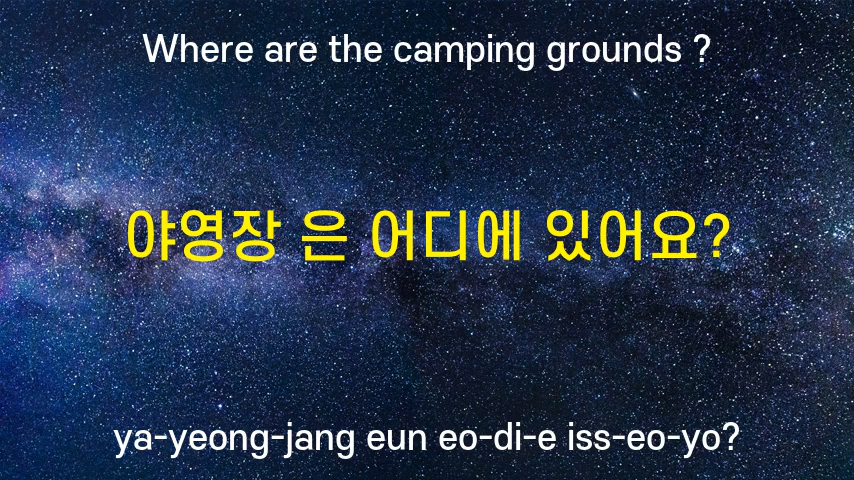 Where are the camping grounds ?
야영장 은 어디에 있어요?
ya-yeong-jang eun eo-di-e iss-eo-yo?